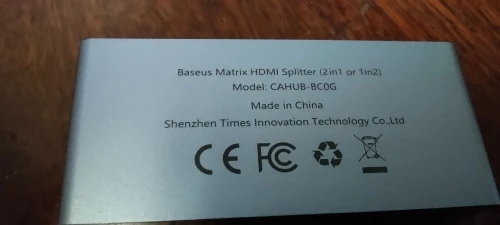 Baseus Matrix HDMI Splitter (2in1 or 1in2)
Model: CAHUB-BC0G
Made in China
Shenzhen Times Innovation Technology Co.,Ltd
CE FC